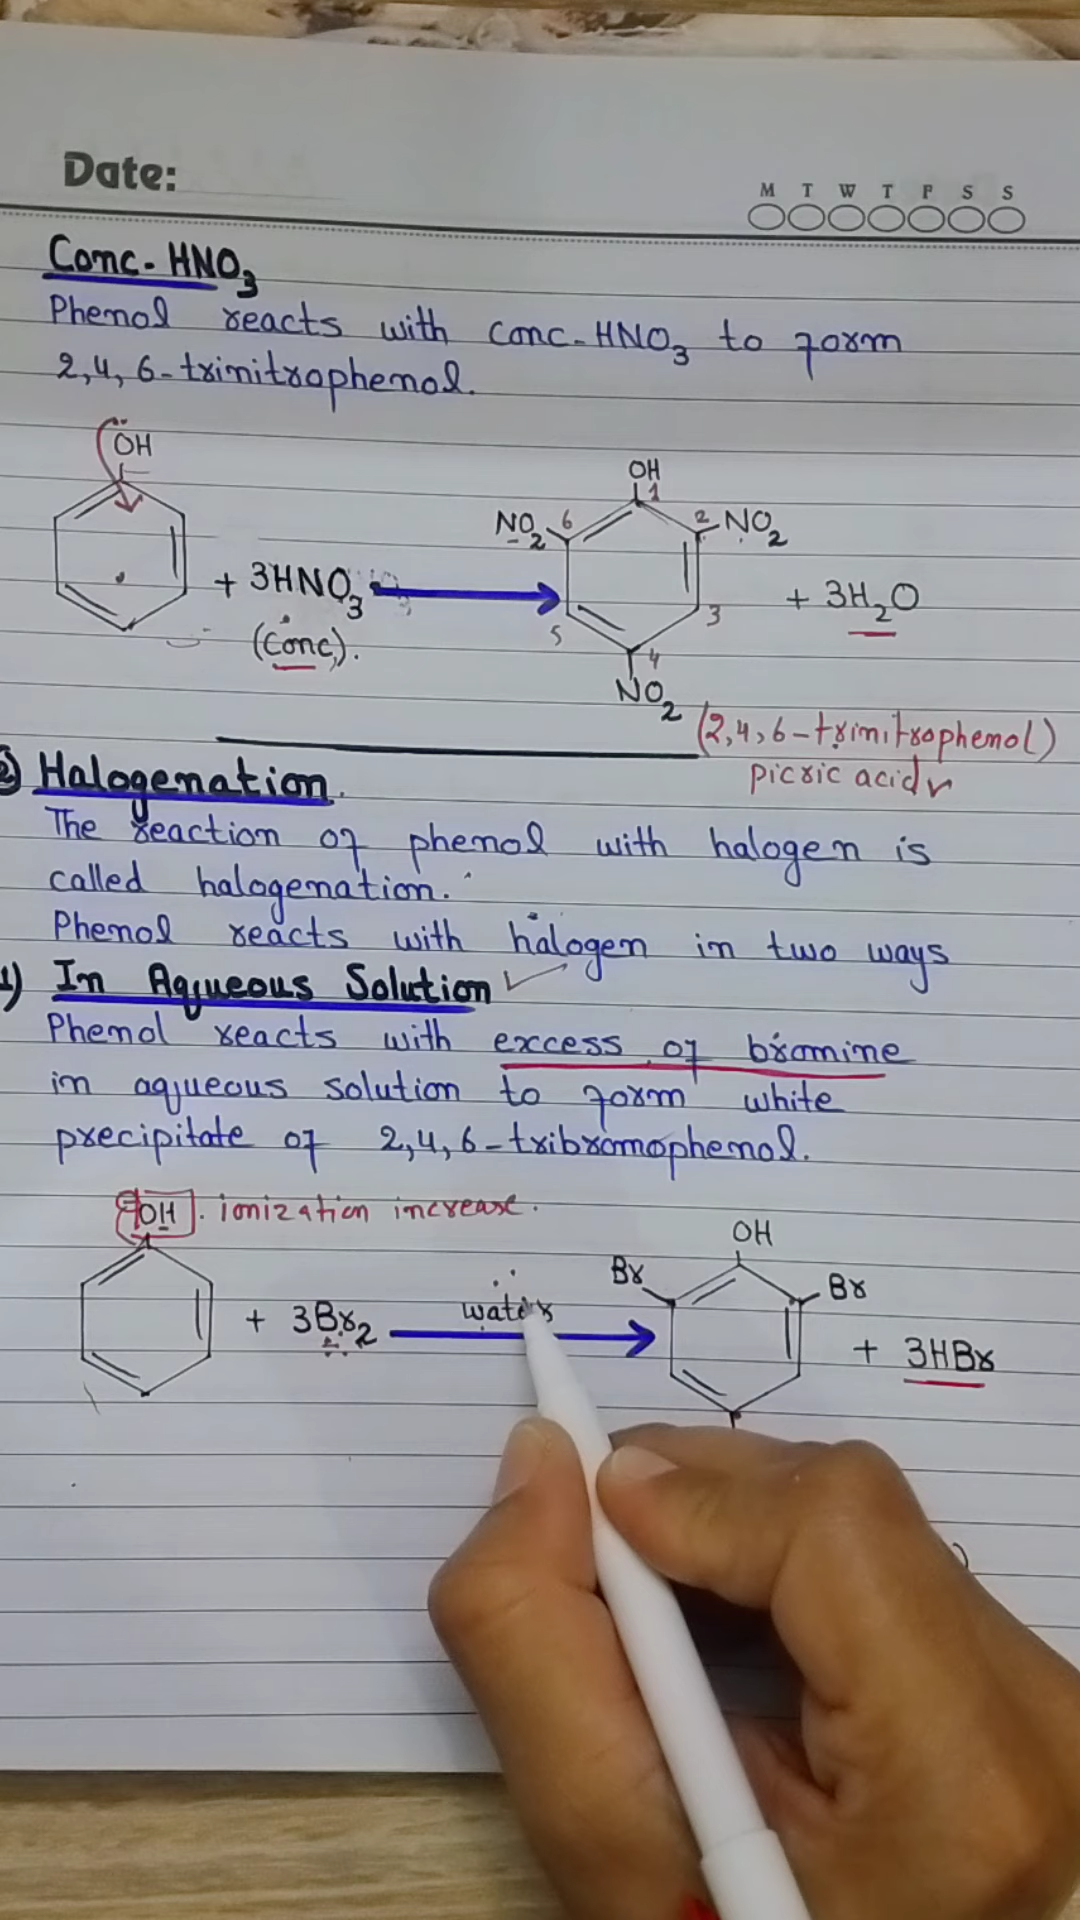 Date:
M T W T F S S
Conc- HNO3
Phenol reacts with conc-HNO3 to form
2,4,6-trinitrophenol.
OH
+ 3HNO3
(Conc).
OH
1
NO2 6
2 NO2
5
3
4
NO2
+ 3H2O
(2,4,6-trinitrophenol)
picric acid
2) Halogenation.
The reaction of phenol with halogen is
called halogenation.
Phenol reacts with halogen in two ways
1) In Aqueous Solution
Phenol reacts with excess of bromine
in aqueous solution to form white
precipitate of 2,4,6-tribromophenol.
OH . ionization increase.
+ 3Br2
water
OH
Br
Br
+ 3HBr